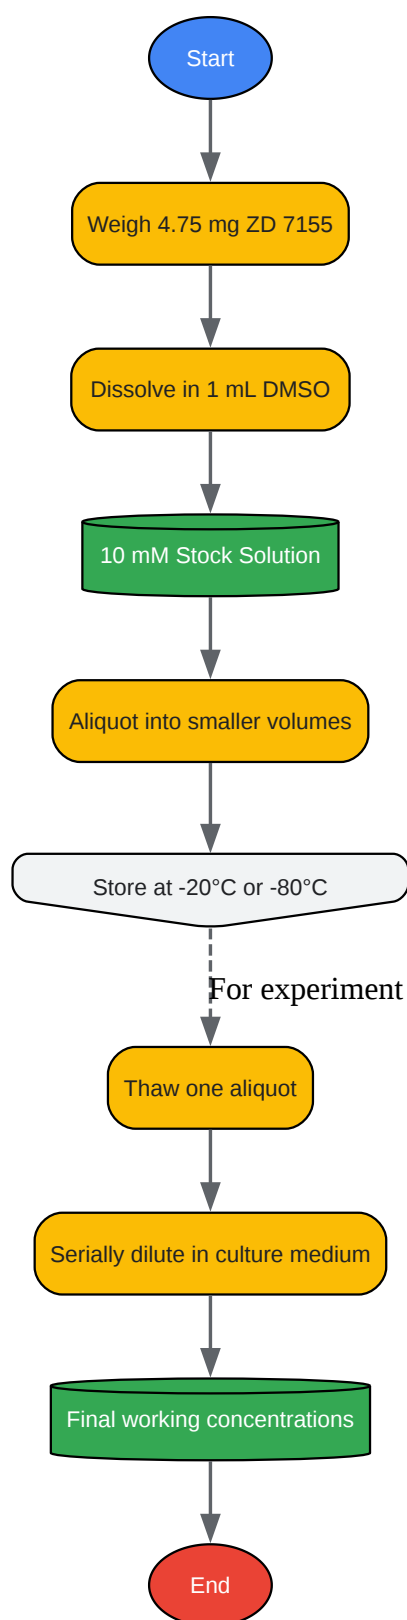 Start
Weigh 4.75 mg ZD 7155
Dissolve in 1 mL DMSO
10 mM Stock Solution
Aliquot into smaller volumes
Store at -20°C or -80°C
For experiment
Thaw one aliquot
Serially dilute in culture medium
Final working concentrations
End